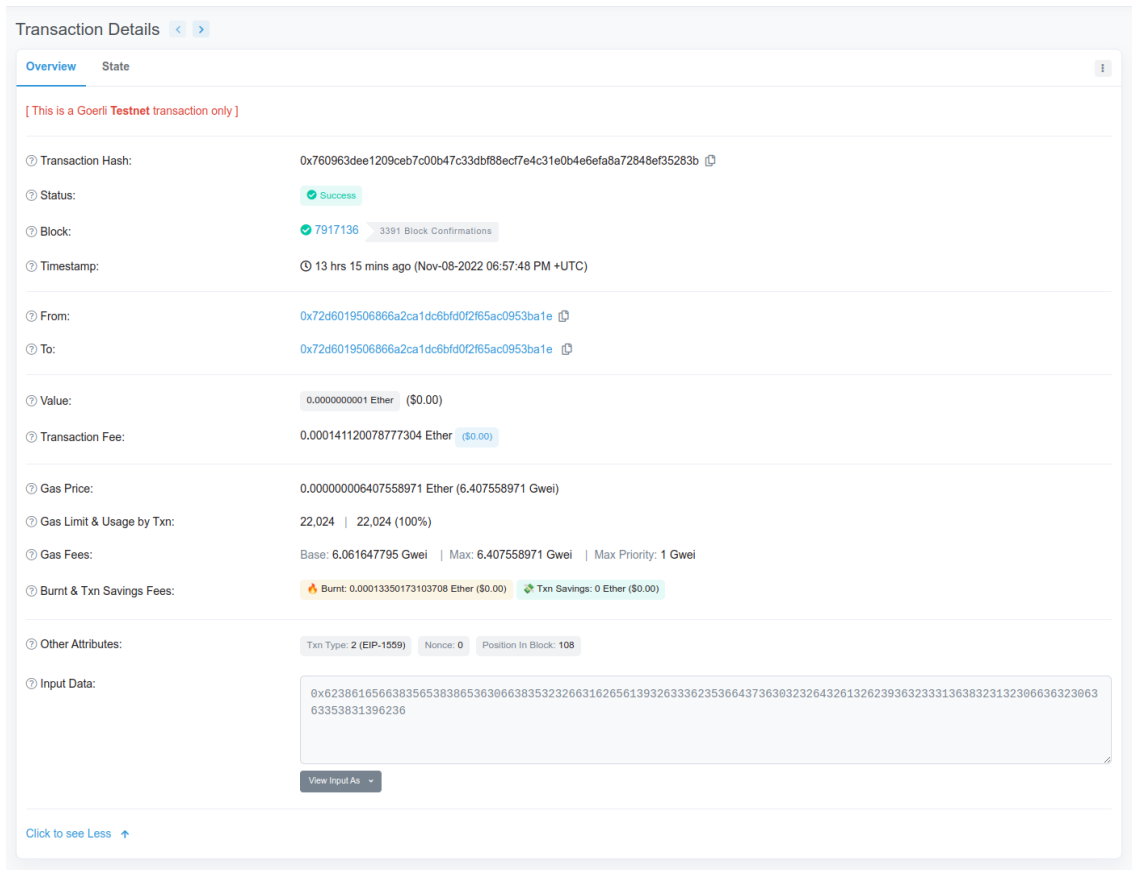 Transaction Details
Overview State
[ This is a Goerli Testnet transaction only ]
Transaction Hash: 0x760963dee1209ceb7c00b47c33dbf88ecf7e4c31e0b4e6efa8a72848ef35283b
Status: Success
Block: 7917136 3391 Block Confirmations
Timestamp: 13 hrs 15 mins ago (Nov-08-2022 06:57:48 PM +UTC)
From: 0x72d6019506866a2ca1dc6bfd0f2f65ac0953ba1e
To: 0x72d6019506866a2ca1dc6bfd0f2f65ac0953ba1e
Value: 0.0000000001 Ether ($0.00)
Transaction Fee: 0.000141120078777304 Ether ($0.00)
Gas Price: 0.000000006407558971 Ether (6.407558971 Gwei)
Gas Limit & Usage by Txn: 22,024 | 22,024 (100%)
Gas Fees: Base: 6.061647795 Gwei | Max: 6.407558971 Gwei | Max Priority: 1 Gwei
Burnt & Txn Savings Fees: Burnt: 0.00013350173103708 Ether ($0.00) Txn Savings: 0 Ether ($0.00)
Other Attributes: Txn Type: 2 (EIP-1559) Nonce: 0 Position In Block: 108
Input Data: 0x623861656638356538386536306638353232663162656139326333623536643736303232643261326239363233313638323132306636323063
63353831396236
View Input As
Click to see Less